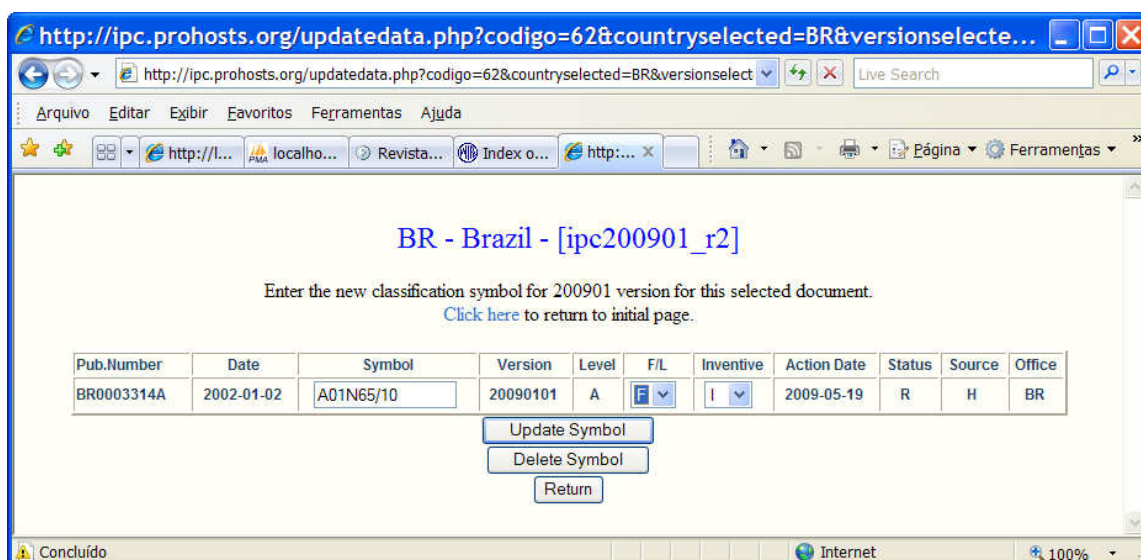 http://ipc.prohosts.org/updatedata.php?codigo=62&countryselected=BR&versionselecte...
http://ipc.prohosts.org/updatedata.php?codigo=62&countryselected=BR&versionselect Live Search
Arquivo Editar Exibir Favoritos Ferramentas Ajuda
http://l... PMA localho... Revista... Index o... http:... Página Ferramentas »
BR - Brazil - [ipc200901_r2]
Enter the new classification symbol for 200901 version for this selected document.
Click here to return to initial page.
Pub.Number Date Symbol Version Level F/L Inventive Action Date Status Source Office
BR0003314A 2002-01-02 A01N65/10 20090101 A F I 2009-05-19 R H BR
Update Symbol
Delete Symbol
Return
Concluído Internet 100%